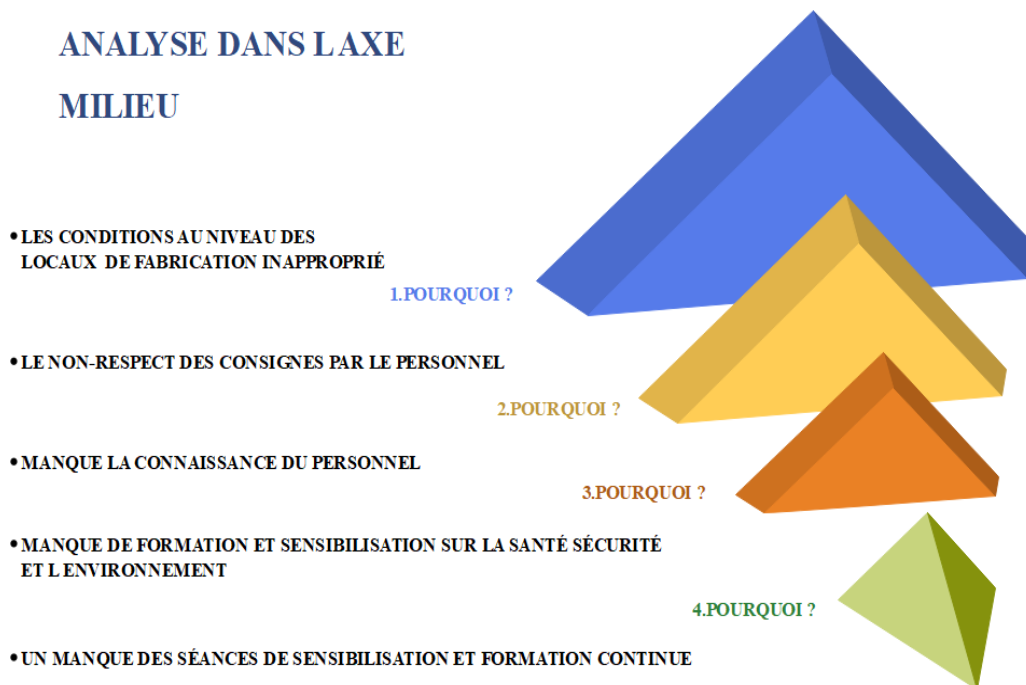 ANALYSE DANS L AXE
MILIEU
• LES CONDITIONS AU NIVEAU DES
LOCAUX DE FABRICATION INAPPROPRIÉ
1.POURQUOI ?
• LE NON-RESPECT DES CONSIGNES PAR LE PERSONNEL
2.POURQUOI ?
• MANQUE LA CONNAISSANCE DU PERSONNEL
3.POURQUOI ?
• MANQUE DE FORMATION ET SENSIBILISATION SUR LA SANTÉ SÉCURITÉ
ET L ENVIRONNEMENT
4.POURQUOI ?
• UN MANQUE DES SÉANCES DE SENSIBILISATION ET FORMATION CONTINUE